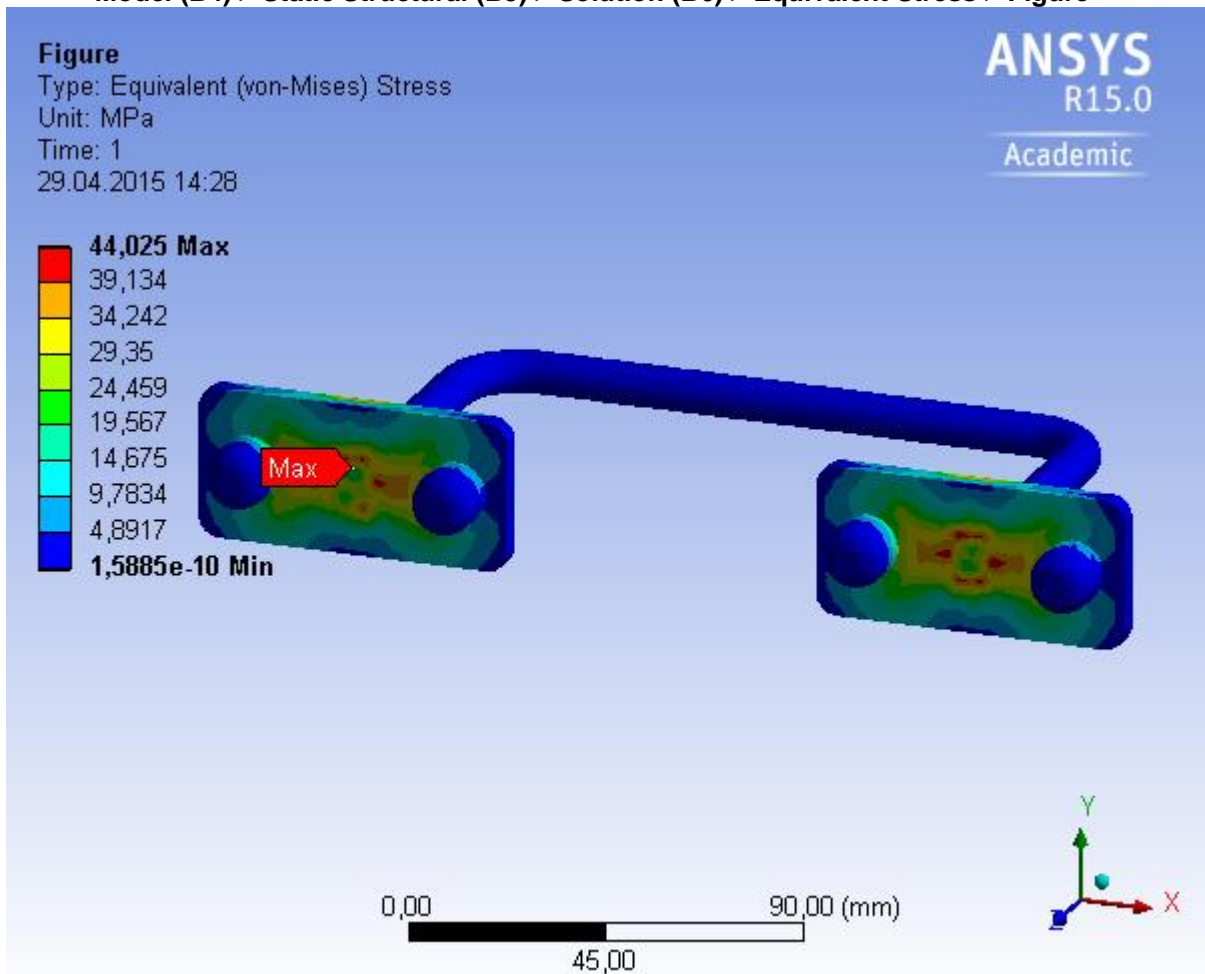 Figure
Type: Equivalent (von-Mises) Stress
Unit: MPa
Time: 1
29.04.2015 14:28
ANSYS
R15.0
Academic
44,025 Max
39,134
34,242
29,35
24,459
19,567
14,675
9,7834
4,8917
1,5885e-10 Min
Max
Y
X
Z
0,00
90,00 (mm)
45,00